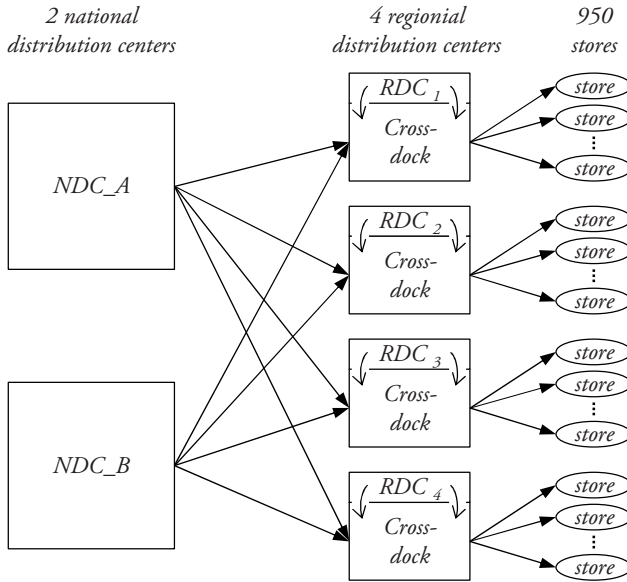 2 national
distribution centers
4 regionial
distribution centers
950
stores
NDC_A
NDC_B
RDC 1
Cross-
dock
store
store
...
store
RDC 2
Cross-
dock
store
store
...
store
RDC 3
Cross-
dock
store
store
...
store
RDC 4
Cross-
dock
store
store
...
store